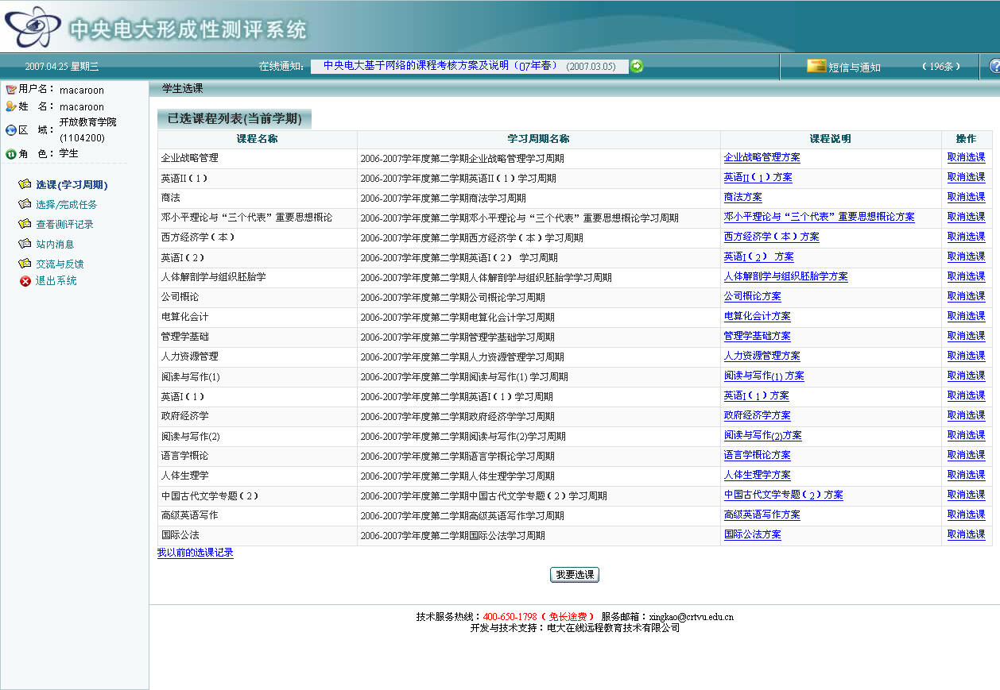 中央电大形成性测评系统
2007.04.25 星期三 在线通知: 中央电大基于网络的课程考核方案及说明（07年春） (2007.03.05) 短信与通知 （196条）
用户名： macaroon
姓 名： macaroon
区 域： 开放教育学院
(1104200)
角 色： 学生
选课(学习周期)
选择/完成任务
查看测评记录
站内消息
交流与反馈
退出系统
学生选课
已选课程列表(当前学期)
课程名称 学习周期名称 课程说明 操作
企业战略管理 2006-2007学年度第二学期企业战略管理学习周期 企业战略管理方案 取消选课
英语II（1） 2006-2007学年度第二学期英语II（1）学习周期 英语II（1）方案 取消选课
商法 2006-2007学年度第二学期商法学习周期 商法方案 取消选课
邓小平理论与“三个代表”重要思想概论 2006-2007学年度第二学期邓小平理论与“三个代表”重要思想概论学习周期 邓小平理论与“三个代表”重要思想概论方案 取消选课
西方经济学（本） 2006-2007学年度第二学期西方经济学（本）学习周期 西方经济学（本）方案 取消选课
英语I（2） 2006-2007学年度第二学期英语I（2） 学习周期 英语I（2） 方案 取消选课
人体解剖学与组织胚胎学 2006-2007学年度第二学期人体解剖学与组织胚胎学学习周期 人体解剖学与组织胚胎学方案 取消选课
公司概论 2006-2007学年度第二学期公司概论学习周期 公司概论方案 取消选课
电算化会计 2006-2007学年度第二学期电算化会计学习周期 电算化会计方案 取消选课
管理学基础 2006-2007学年度第二学期管理学基础学习周期 管理学基础方案 取消选课
人力资源管理 2006-2007学年度第二学期人力资源管理学习周期 人力资源管理方案 取消选课
阅读与写作(1) 2006-2007学年度第二学期阅读与写作(1) 学习周期 阅读与写作(1) 方案 取消选课
英语I（1） 2006-2007学年度第二学期英语I（1）学习周期 英语I（1）方案 取消选课
政府经济学 2006-2007学年度第二学期政府经济学学习周期 政府经济学方案 取消选课
阅读与写作(2) 2006-2007学年度第二学期阅读与写作(2)学习周期 阅读与写作(2)方案 取消选课
语言学概论 2006-2007学年度第二学期语言学概论学习周期 语言学概论方案 取消选课
人体生理学 2006-2007学年度第二学期人体生理学学习周期 人体生理学方案 取消选课
中国古代文学专题（2） 2006-2007学年度第二学期中国古代文学专题（2）学习周期 中国古代文学专题（2）方案 取消选课
高级英语写作 2006-2007学年度第二学期高级英语写作学习周期 高级英语写作方案 取消选课
国际公法 2006-2007学年度第二学期国际公法学习周期 国际公法方案 取消选课
我以前的选课记录
我要选课
技术服务热线：400-650-1798（免长途费） 服务邮箱：xingkao@crtvu.edu.cn
开发与技术支持：电大在线远程教育技术有限公司